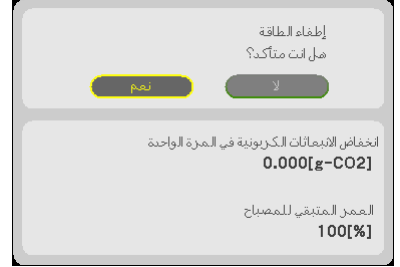 إطفاء الطاقة
هل انت متأكد؟
لا
نعم
انخفاض الانبعاثات الكربونية في المرة الواحدة
0.000[g-CO2]
العمر المتبقي للمصباح
100[%]